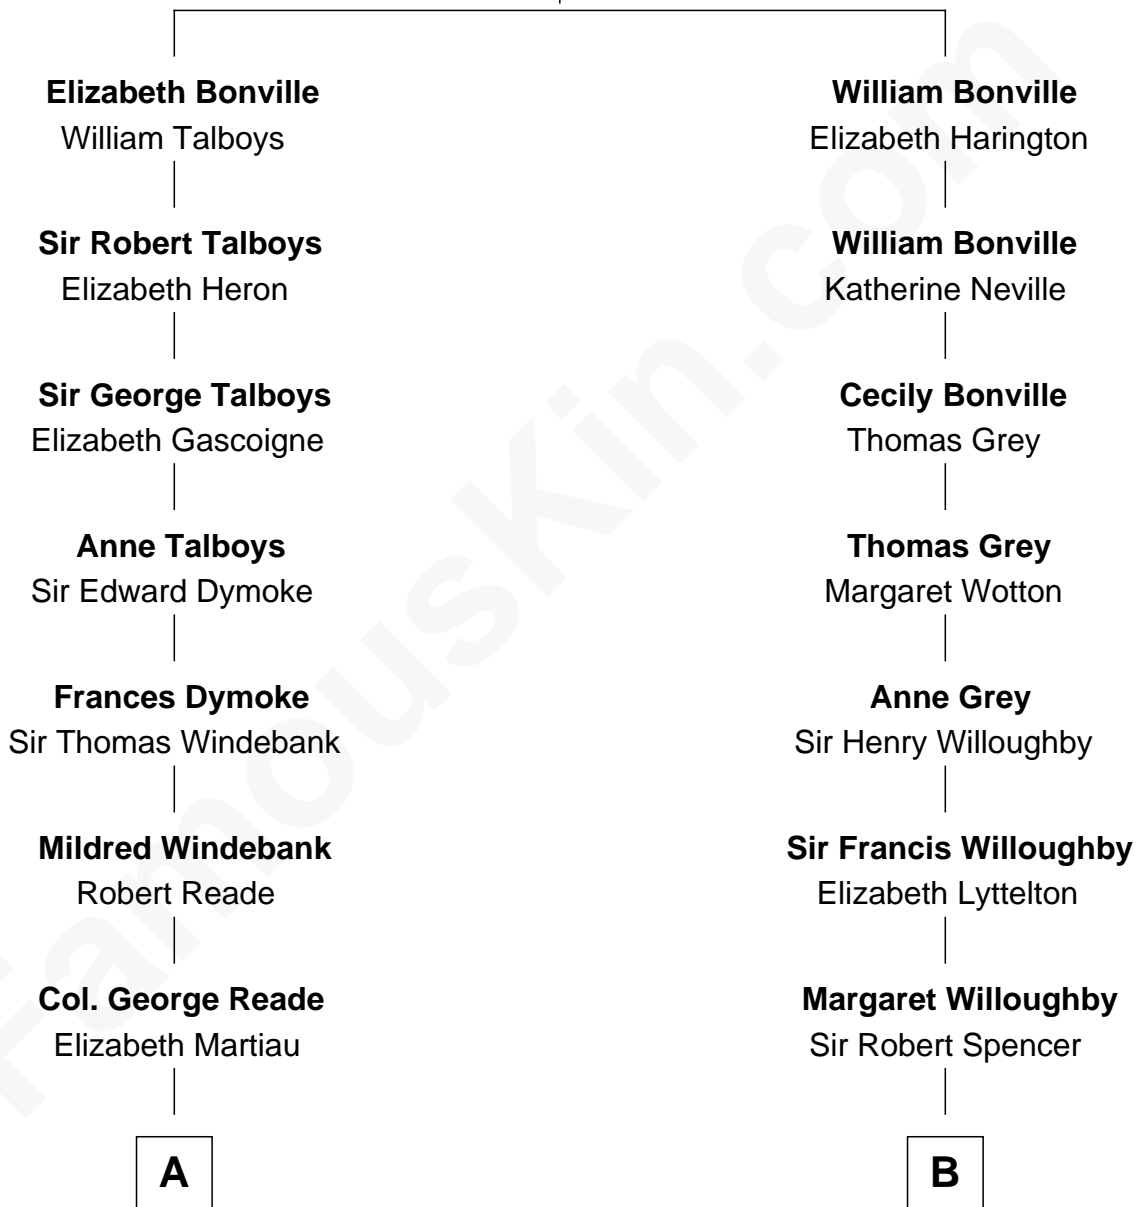 Elizabeth Bonville
William Talboys
Sir Robert Talboys
Elizabeth Heron
Sir George Talboys
Elizabeth Gascoigne
Anne Talboys
Sir Edward Dymoke
Frances Dymoke
Sir Thomas Windebank
Mildred Windebank
Robert Reade
Col. George Reade
Elizabeth Martiau
A
William Bonville
Elizabeth Harington
William Bonville
Katherine Neville
Cecily Bonville
Thomas Grey
Thomas Grey
Margaret Wotton
Anne Grey
Sir Henry Willoughby
Sir Francis Willoughby
Elizabeth Lyttelton
Margaret Willoughby
Sir Robert Spencer
B
FamousKin.com